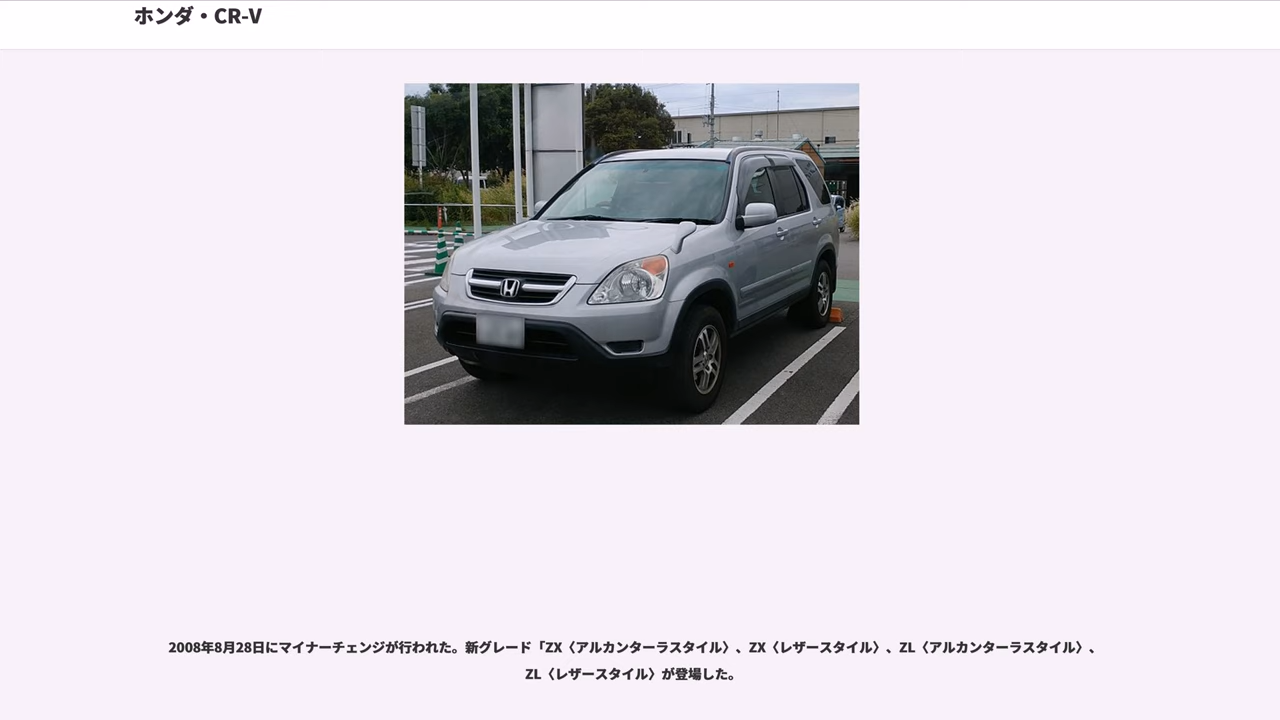 ホンダ・CR-V
2008年8月28日にマイナーチェンジが行われた。新グレード「ZX〈アルカンターラスタイル〉、ZX〈レザースタイル〉、ZL〈アルカンターラスタイル〉、
ZL〈レザースタイル〉が登場した。